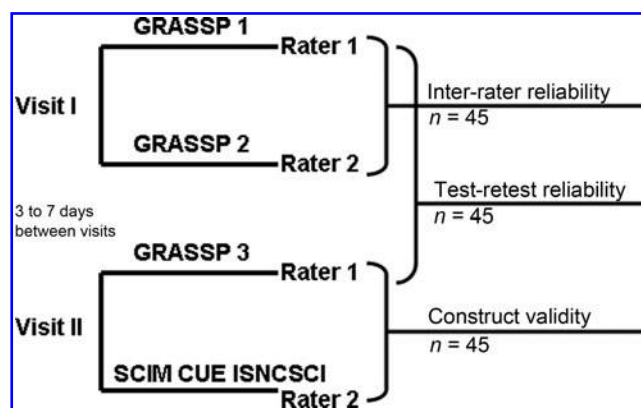 GRASSP 1
Rater 1
Visit I
Inter-rater reliability
n = 45
GRASSP 2
Rater 2
Test-retest reliability
n = 45
3 to 7 days
between visits
GRASSP 3
Rater 1
Visit II
Construct validity
n = 45
SCIM CUE ISNCSCI
Rater 2